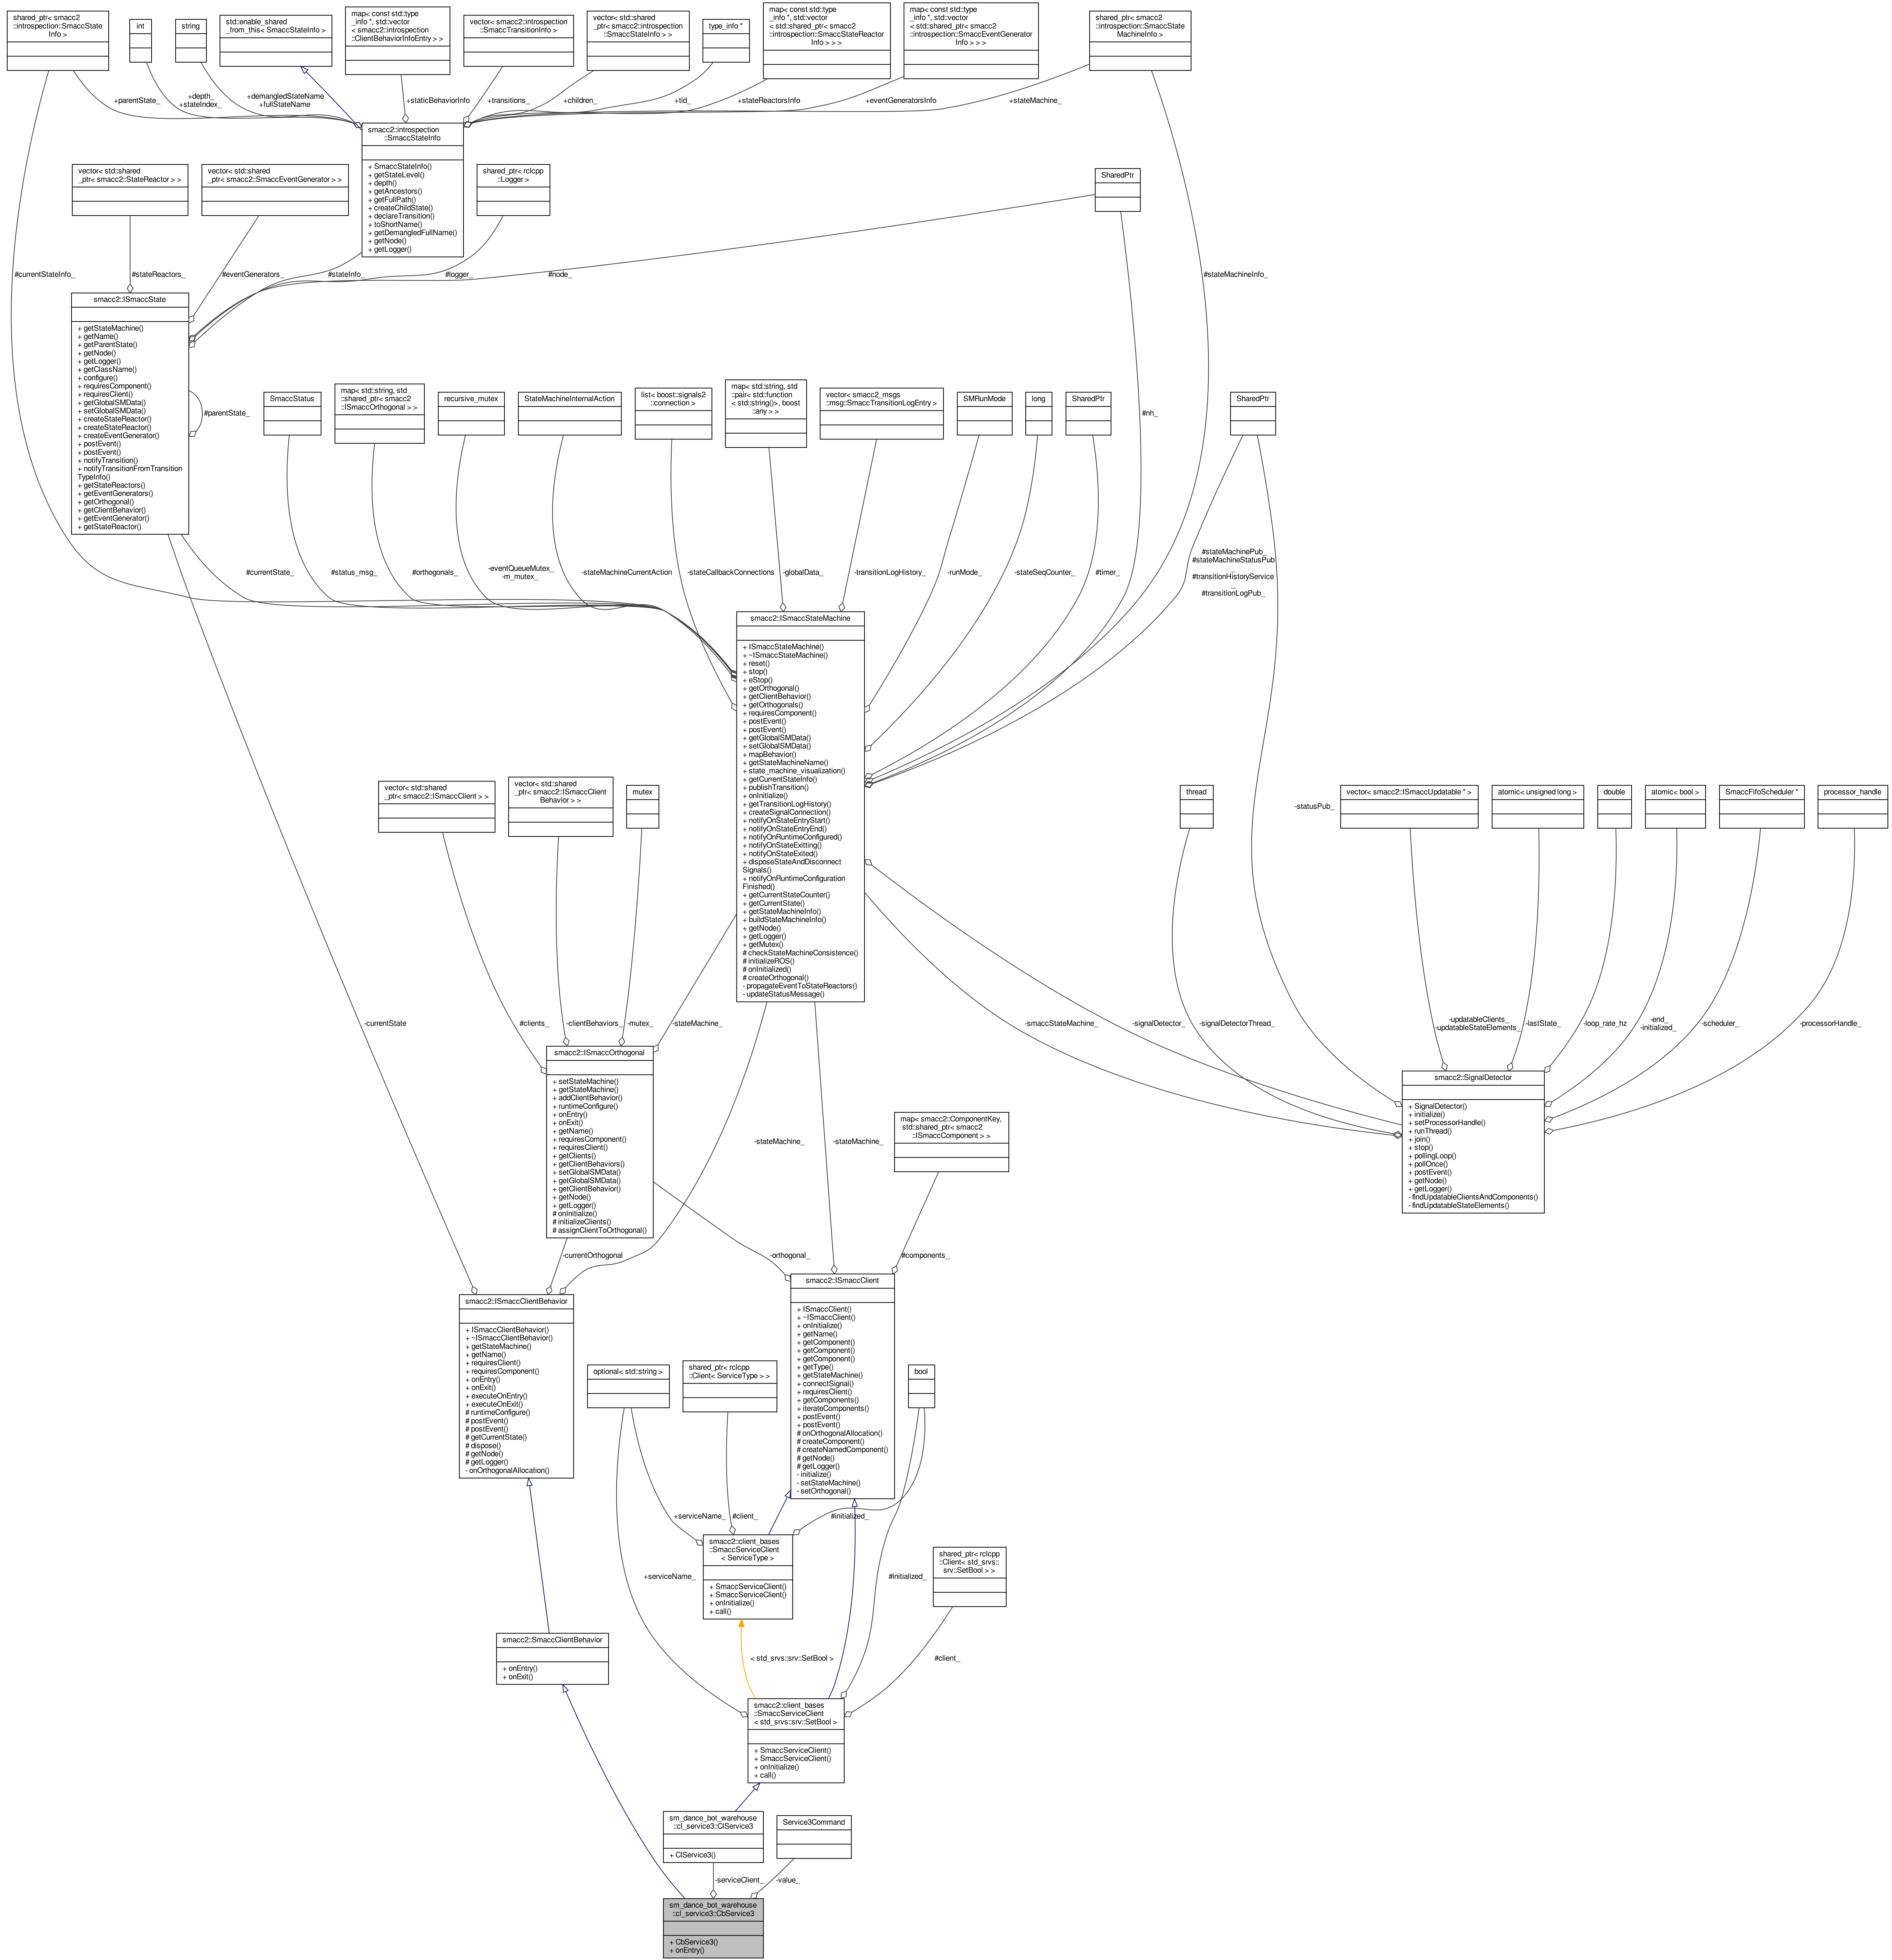 shared_ptr< smacc2
::introspection::SmaccState
Info >
int
string
std::enable_shared
_from_this< SmaccStateInfo >
map< const std::type
_info *, std::vector
< smacc2::introspection
::ClientBehaviorInfoEntry > >
vector< smacc2::introspection
::SmaccTransitionInfo >
vector< std::shared
_ptr< smacc2::introspection
::SmaccStateInfo > >
type_info *
map< const std::type
_info *, std::vector
< std::shared_ptr< smacc2
::introspection::SmaccStateReactor
Info > > >
map< const std::type
_info *, std::vector
< std::shared_ptr< smacc2
::introspection::SmaccEventGenerator
Info > > >
shared_ptr< smacc2
::introspection::SmaccState
MachineInfo >
+parentState_
+depth_
+stateIndex_
+demangledStateName
+fullStateName
+staticBehaviorInfo
+transitions_
+children_
+tid_
+stateReactorsInfo
+eventGeneratorsInfo
+stateMachine_
smacc2::introspection
::SmaccStateInfo
+ SmaccStateInfo()
+ getStateLevel()
+ depth()
+ getAncestors()
+ getFullPath()
+ createChildState()
+ declareTransition()
+ toShortName()
+ getDemangledFullName()
+ getNode()
+ getLogger()
vector< std::shared
_ptr< smacc2::StateReactor > >
vector< std::shared
_ptr< smacc2::SmaccEventGenerator > >
shared_ptr< rclcpp
::Logger >
SharedPtr
#currentStateInfo_
#stateReactors_
#eventGenerators_
#stateInfo_
#logger_
#node_
#stateMachineInfo_
smacc2::ISmaccState
+ getStateMachine()
+ getName()
+ getParentState()
+ getNode()
+ getLogger()
+ getClassName()
+ configure()
+ requiresComponent()
+ requiresClient()
+ getGlobalSMData()
+ setGlobalSMData()
+ createStateReactor()
+ createStateReactor()
+ createEventGenerator()
+ postEvent()
+ postEvent()
+ notifyTransition()
+ notifyTransitionFromTransition
TypeInfo()
+ getStateReactors()
+ getEventGenerators()
+ getOrthogonal()
+ getClientBehavior()
+ getEventGenerator()
+ getStateReactor()
#parentState_
SmaccStatus
map< std::string, std
::shared_ptr< smacc2
::ISmaccOrthogonal > >
recursive_mutex
StateMachineInternalAction
list< boost::signals2
::connection >
map< std::string, std
::pair< std::function
< std::string()>, boost
::any > >
vector< smacc2_msgs
::msg::SmaccTransitionLogEntry >
SMRunMode
long
SharedPtr
#nh_
SharedPtr
#currentState_
#status_msg_
#orthogonals_
-eventQueueMutex_
-m_mutex_
-stateMachineCurrentAction
-stateCallbackConnections
-globalData_
-transitionLogHistory_
-runMode_
-stateSeqCounter_
#timer_
#stateMachinePub_
#stateMachineStatusPub
_
#transitionHistoryService
_
#transitionLogPub_
smacc2::ISmaccStateMachine
+ ISmaccStateMachine()
+ ~ISmaccStateMachine()
+ reset()
+ stop()
+ eStop()
+ getOrthogonal()
+ getClientBehavior()
+ getOrthogonals()
+ requiresComponent()
+ postEvent()
+ postEvent()
+ getGlobalSMData()
+ setGlobalSMData()
+ mapBehavior()
+ getStateMachineName()
+ state_machine_visualization()
+ getCurrentStateInfo()
+ publishTransition()
+ onInitialize()
+ getTransitionLogHistory()
+ createSignalConnection()
+ notifyOnStateEntryStart()
+ notifyOnStateEntryEnd()
+ notifyOnRuntimeConfigured()
+ notifyOnStateExitting()
+ notifyOnStateExited()
+ disposeStateAndDisconnect
Signals()
+ notifyOnRuntimeConfiguration
Finished()
+ getCurrentStateCounter()
+ getCurrentState()
+ getStateMachineInfo()
+ buildStateMachineInfo()
+ getNode()
+ getLogger()
+ getMutex()
# checkStateMachineConsistence()
# initializeROS()
# onInitialized()
# createOrthogonal()
- propagateEventToStateReactors()
- updateStatusMessage()
vector< std::shared
_ptr< smacc2::ISmaccClient > >
vector< std::shared
_ptr< smacc2::ISmaccClient
Behavior > >
mutex
thread
-statusPub_
vector< smacc2::ISmaccUpdatable * >
atomic< unsigned long >
double
atomic< bool >
SmaccFifoScheduler *
processor_handle
-currentState
#clients_
-clientBehaviors_
-mutex_
-stateMachine_
-smaccStateMachine_
-signalDetector_
-signalDetectorThread_
-updatableClients_
-updatableStateElements_
-lastState_
-loop_rate_hz
-end_
-initialized_
-scheduler_
-processorHandle_
smacc2::ISmaccOrthogonal
+ setStateMachine()
+ getStateMachine()
+ addClientBehavior()
+ runtimeConfigure()
+ onEntry()
+ onExit()
+ getName()
+ requiresComponent()
+ requiresClient()
+ getClients()
+ getClientBehaviors()
+ setGlobalSMData()
+ getGlobalSMData()
+ getClientBehavior()
+ getNode()
+ getLogger()
# onInitialize()
# initializeClients()
# assignClientToOrthogonal()
smacc2::SignalDetector
+ SignalDetector()
+ initialize()
+ setProcessorHandle()
+ runThread()
+ join()
+ stop()
+ pollingLoop()
+ pollOnce()
+ postEvent()
+ getNode()
+ getLogger()
- findUpdatableClientsAndComponents()
- findUpdatableStateElements()
map< smacc2::ComponentKey,
std::shared_ptr< smacc2
::ISmaccComponent > >
-stateMachine_
-stateMachine_
-currentOrthogonal
-orthogonal_
#components_
smacc2::ISmaccClientBehavior
+ ISmaccClientBehavior()
+ ~ISmaccClientBehavior()
+ getStateMachine()
+ getName()
+ requiresClient()
+ requiresComponent()
+ onEntry()
+ onExit()
+ executeOnEntry()
+ executeOnExit()
# runtimeConfigure()
# postEvent()
# postEvent()
# getCurrentState()
# dispose()
# getNode()
# getLogger()
- onOrthogonalAllocation()
smacc2::ISmaccClient
+ ISmaccClient()
+ ~ISmaccClient()
+ onInitialize()
+ getName()
+ getComponent()
+ getComponent()
+ getComponent()
+ getType()
+ getStateMachine()
+ connectSignal()
+ requiresClient()
+ getComponents()
+ iterateComponents()
+ postEvent()
+ postEvent()
# onOrthogonalAllocation()
# createComponent()
# createNamedComponent()
# getNode()
# getLogger()
- initialize()
- setStateMachine()
- setOrthogonal()
optional< std::string >
shared_ptr< rclcpp
::Client< ServiceType > >
bool
+serviceName_
#client_
#initialized_
smacc2::client_bases
::SmaccServiceClient
< ServiceType >
+ SmaccServiceClient()
+ SmaccServiceClient()
+ onInitialize()
+ call()
shared_ptr< rclcpp
::Client< std_srvs::
srv::SetBool > >
+serviceName_
#initialized_
smacc2::SmaccClientBehavior
+ onEntry()
+ onExit()
< std_srvs::srv::SetBool >
#client_
smacc2::client_bases
::SmaccServiceClient
< std_srvs::srv::SetBool >
+ SmaccServiceClient()
+ SmaccServiceClient()
+ onInitialize()
+ call()
sm_dance_bot_warehouse
::cl_service3::ClService3
+ ClService3()
Service3Command
-serviceClient_
-value_
sm_dance_bot_warehouse
::cl_service3::CbService3
+ CbService3()
+ onEntry()